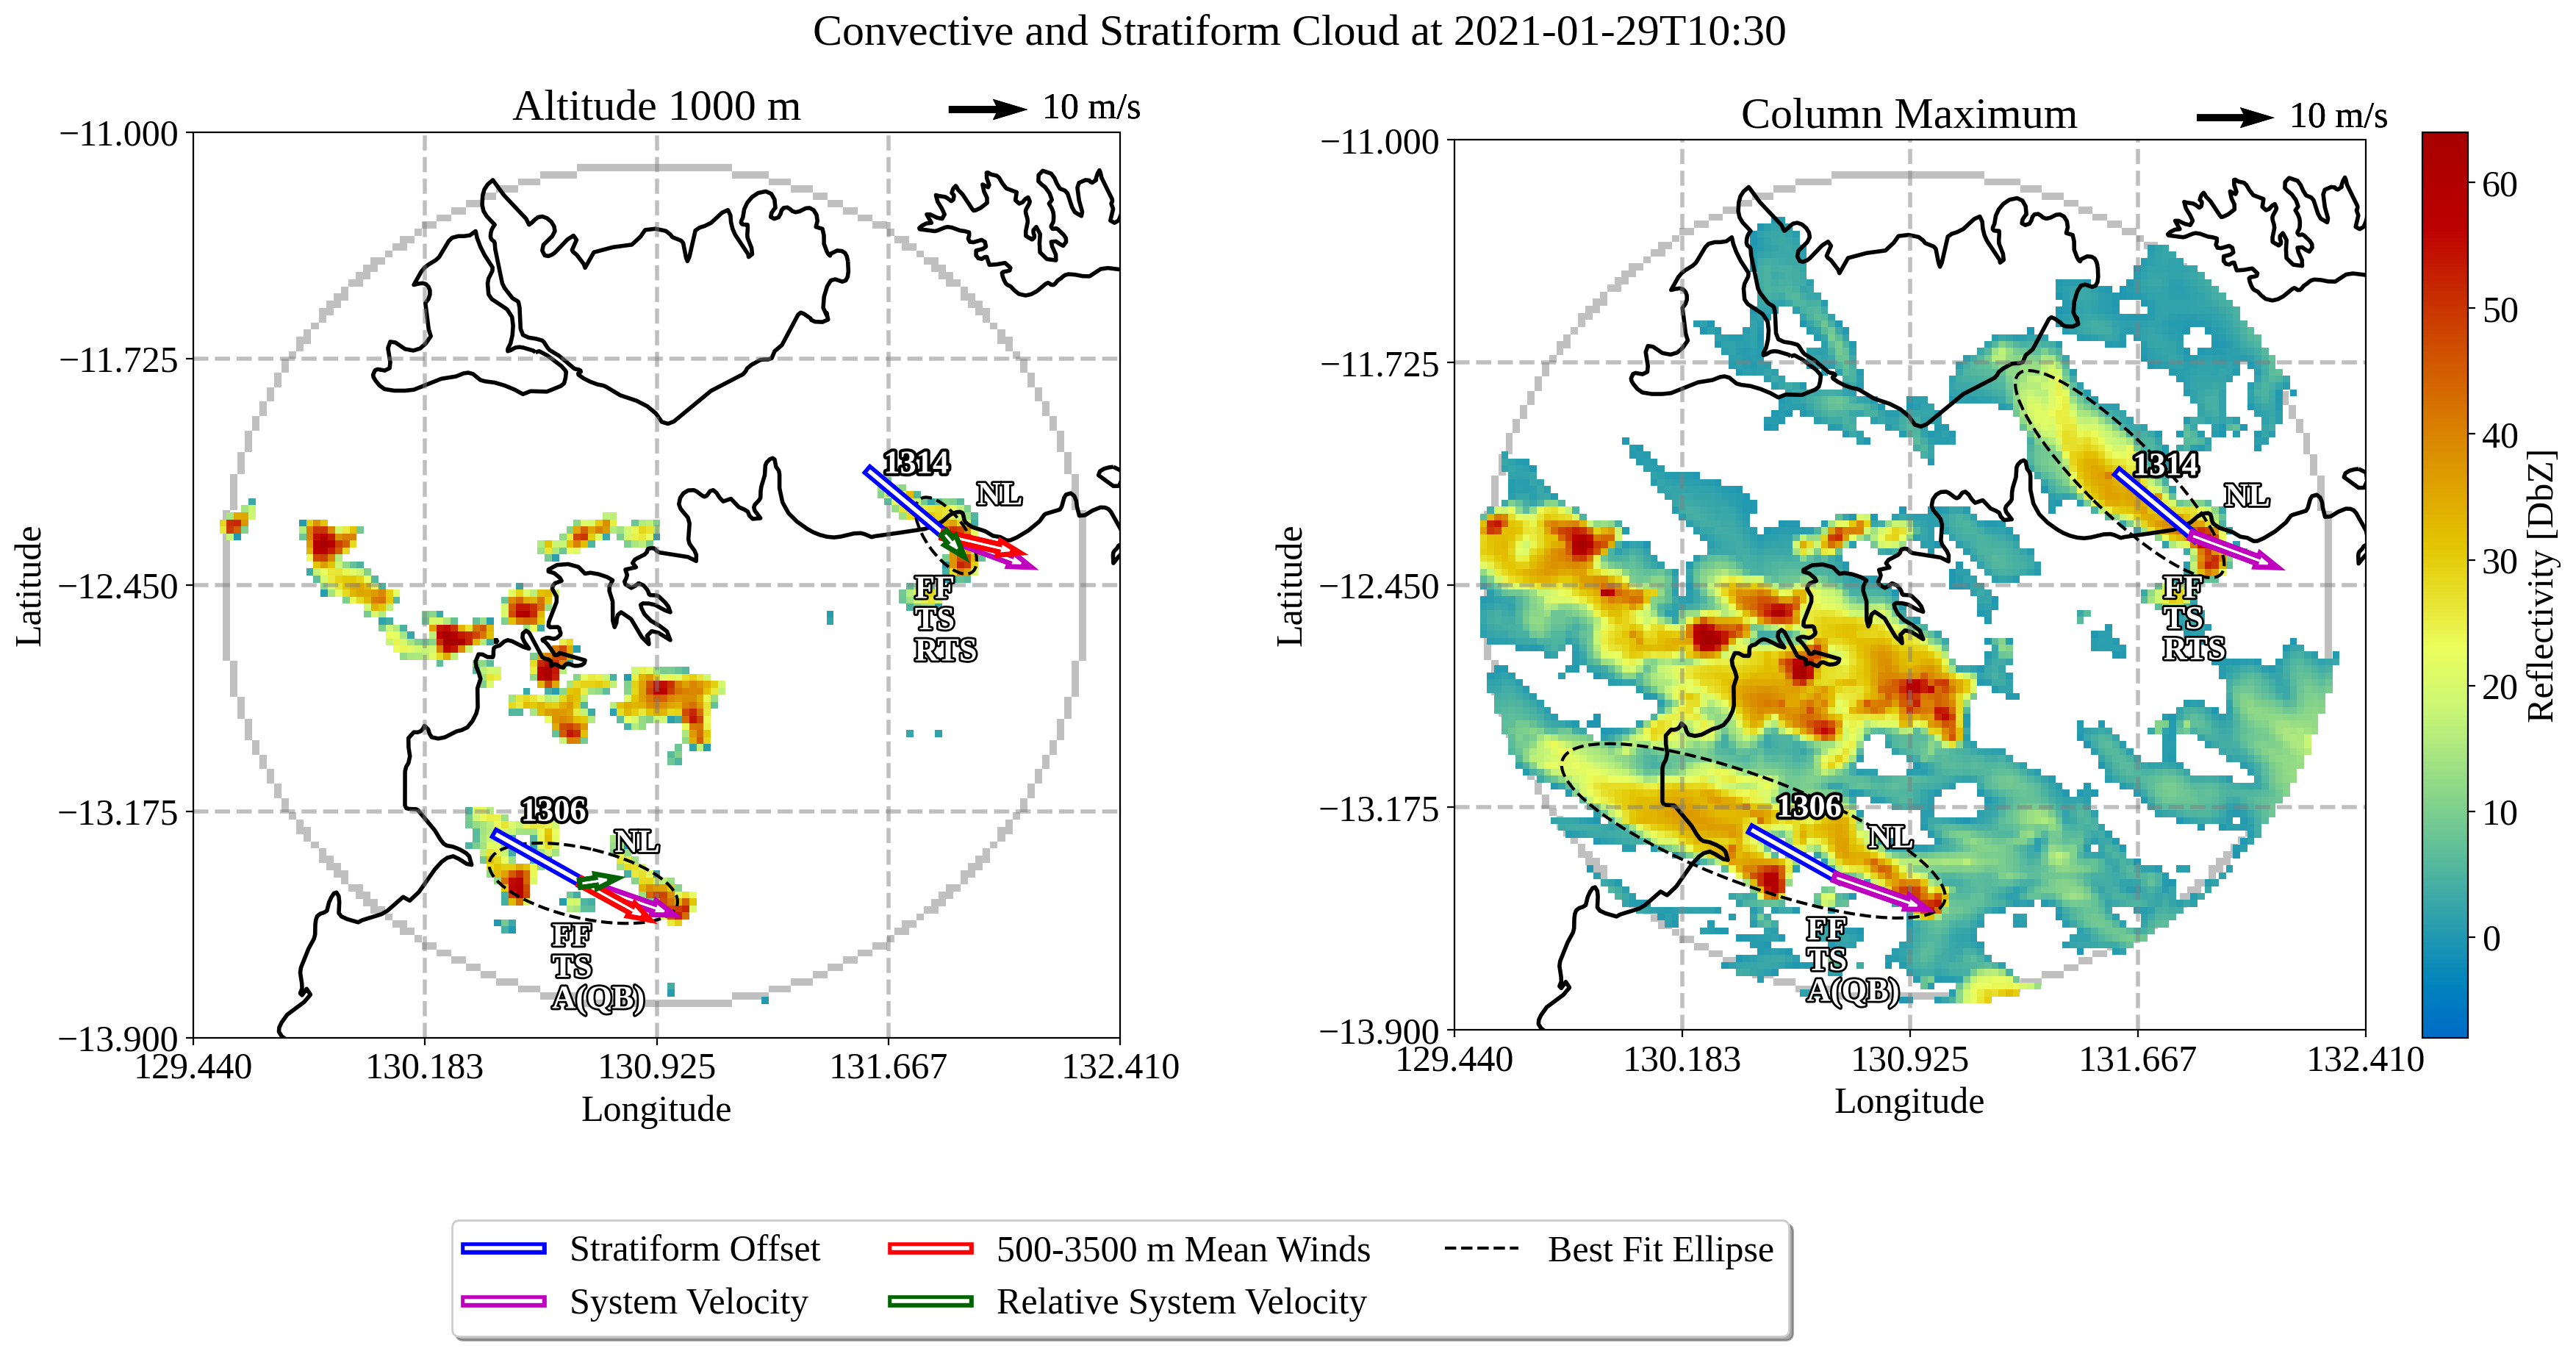 Convective and Stratiform Cloud at 2021-01-29T10:30
Altitude 1000 m
10 m/s
−11.000
−11.725
−12.450
−13.175
−13.900
Latitude
129.440
130.183
130.925
131.667
132.410
Longitude
1314
NL
FF
TS
RTS
1306
NL
FF
TS
A(QB)
Column Maximum
10 m/s
−11.000
−11.725
−12.450
−13.175
−13.900
Latitude
129.440
130.183
130.925
131.667
132.410
Longitude
1314
NL
FF
TS
RTS
1306
NL
FF
TS
A(QB)
60
50
40
30
20
10
0
Reflectivity [DbZ]
Stratiform Offset
System Velocity
500-3500 m Mean Winds
Relative System Velocity
Best Fit Ellipse